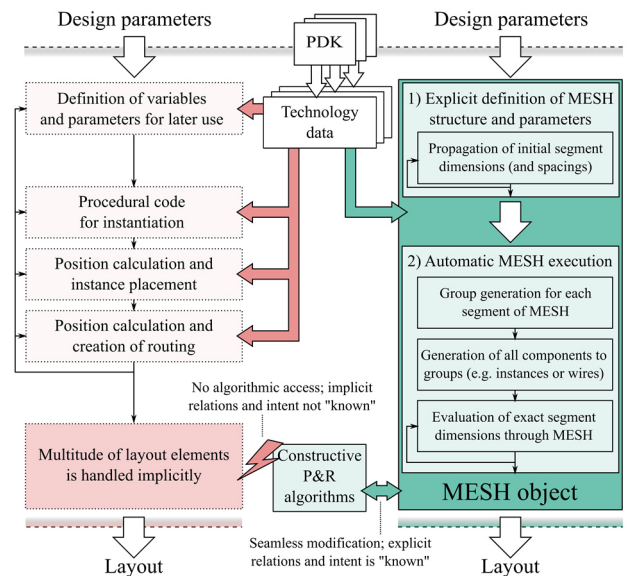 Design parameters
PDK
Design parameters
Definition of variables
and parameters for later use
Technology
data
Procedural code
for instantiation
Position calculation and
instance placement
Position calculation and
creation of routing
No algorithmic access; implicit
relations and intent not "known"
Multitude of layout elements
is handled implicitly
Constructive
P&R
algorithms
Seamless modification; explicit
relations and intent is "known"
Layout
1) Explicit definition of MESH
structure and parameters
Propagation of initial segment
dimensions (and spacings)
2) Automatic MESH execution
Group generation for each
segment of MESH
Generation of all components to
groups (e.g. instances or wires)
Evaluation of exact segment
dimensions through MESH
MESH object
Layout